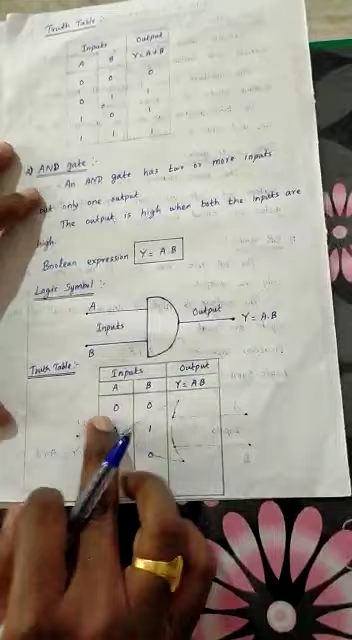 Truth Table:
Inputs Output
A B Y = A+B
0 0 0
0 1 1
1 0 1
1 1 1
AND gate :-
An AND gate has two or more inputs
but only one output.
The output is high when both the inputs are
high.
Boolean expression Y = A.B
Logic Symbol :-
A
Inputs Output Y = A.B
B
Truth Table:-
Inputs Output
A B Y = A.B
0 0
1
0